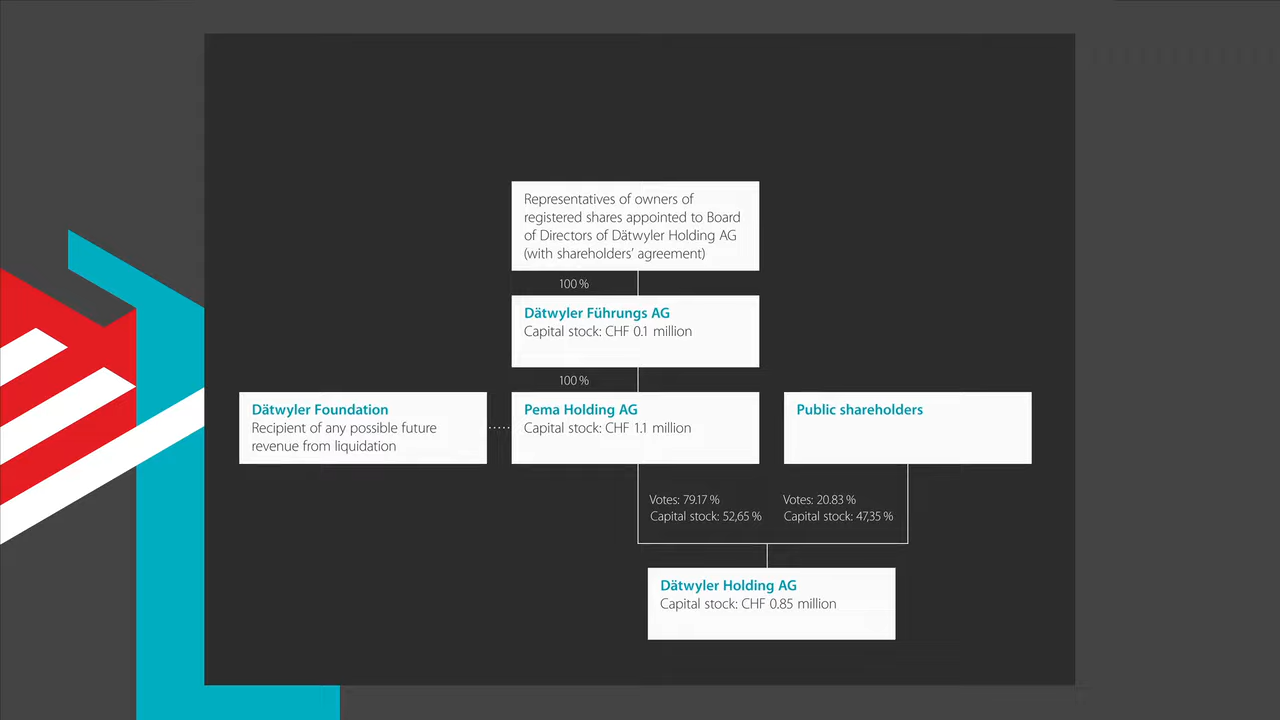 Representatives of owners of
registered shares appointed to Board
of Directors of Dätwyler Holding AG
(with shareholders’ agreement)
100 %
Dätwyler Führungs AG
Capital stock: CHF 0.1 million
100 %
Dätwyler Foundation
Recipient of any possible future
revenue from liquidation
Pema Holding AG
Capital stock: CHF 1.1 million
Public shareholders
Votes: 79.17 %
Capital stock: 52,65 %
Votes: 20.83 %
Capital stock: 47,35 %
Dätwyler Holding AG
Capital stock: CHF 0.85 million